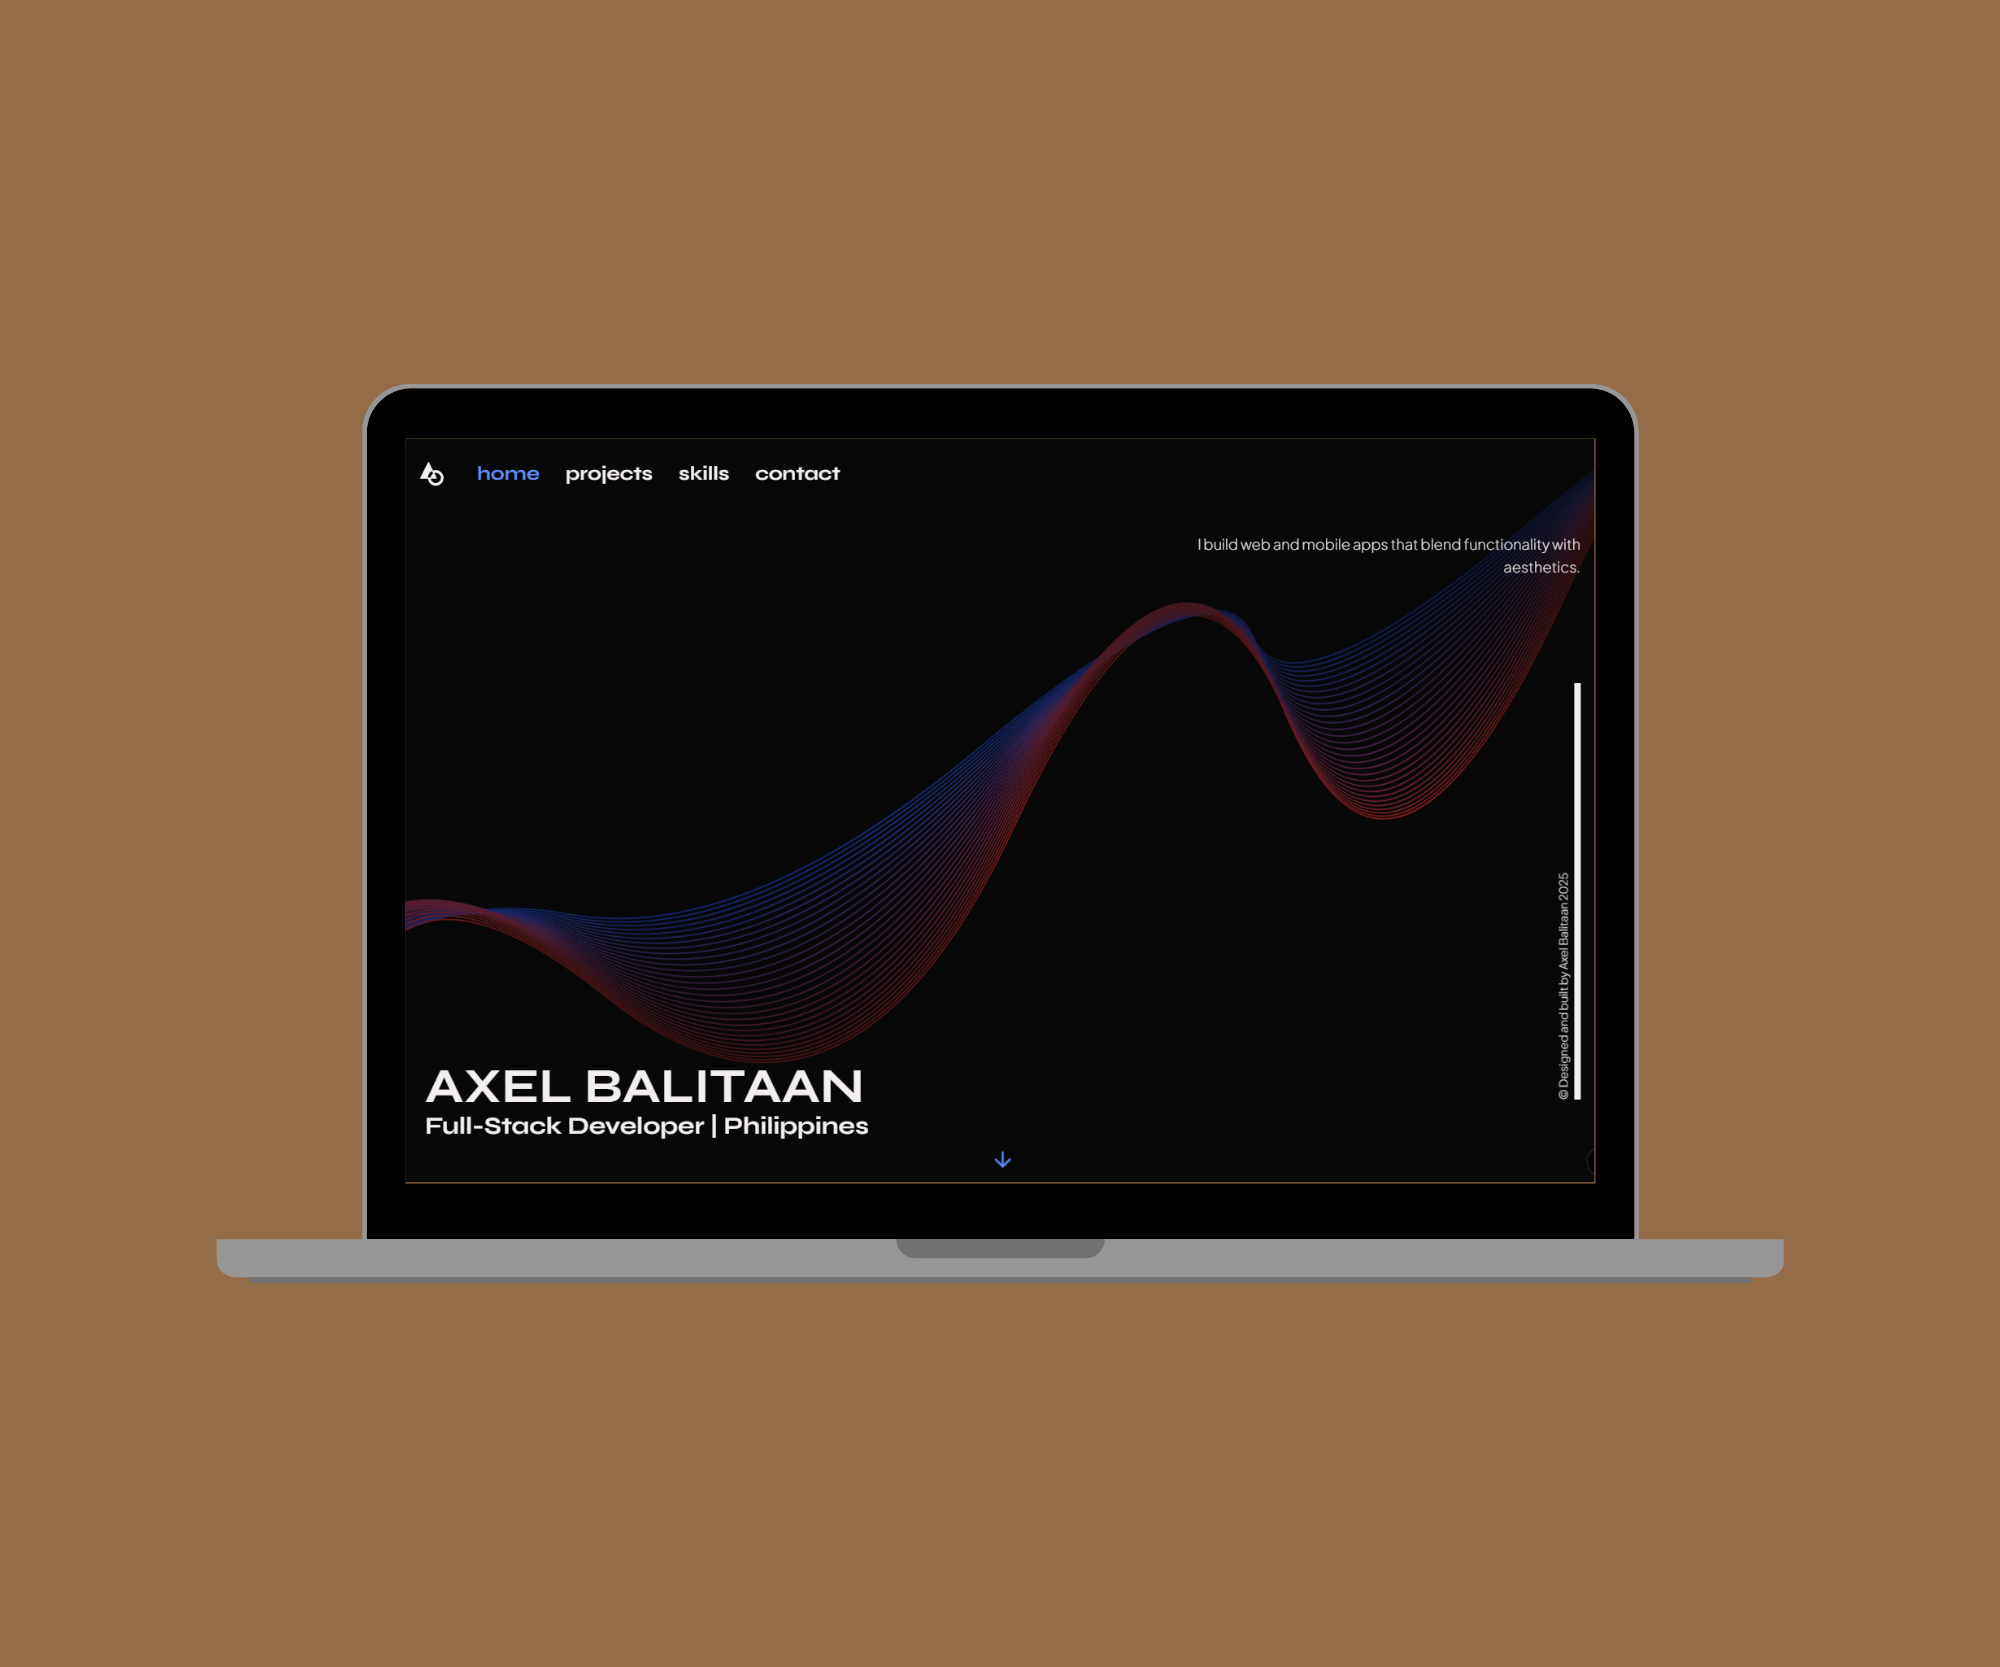 home projects skills contact
I build web and mobile apps that blend functionality with
aesthetics.
© Designed and built by Axel Balitaan 2025
AXEL BALITAAN
Full-Stack Developer | Philippines